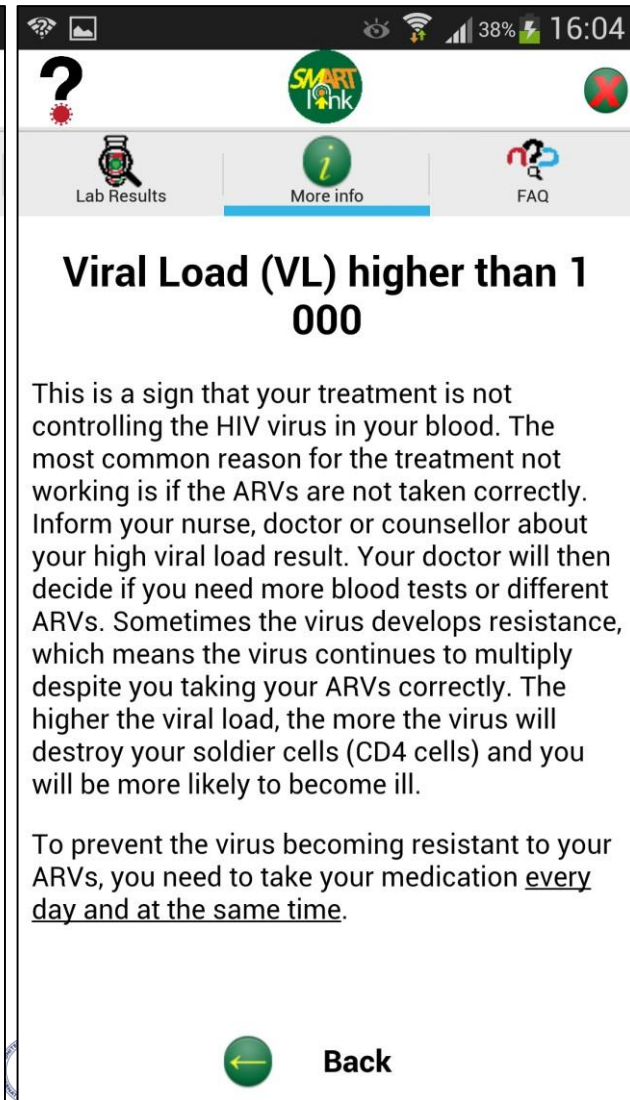 38% 16:04
?
SMART
link
Lab Results
More info
FAQ
Viral Load (VL) higher than 1
000
This is a sign that your treatment is not
controlling the HIV virus in your blood. The
most common reason for the treatment not
working is if the ARVs are not taken correctly.
Inform your nurse, doctor or counsellor about
your high viral load result. Your doctor will then
decide if you need more blood tests or different
ARVs. Sometimes the virus develops resistance,
which means the virus continues to multiply
despite you taking your ARVs correctly. The
higher the viral load, the more the virus will
destroy your soldier cells (CD4 cells) and you
will be more likely to become ill.
To prevent the virus becoming resistant to your
ARVs, you need to take your medication every
day and at the same time.
Back